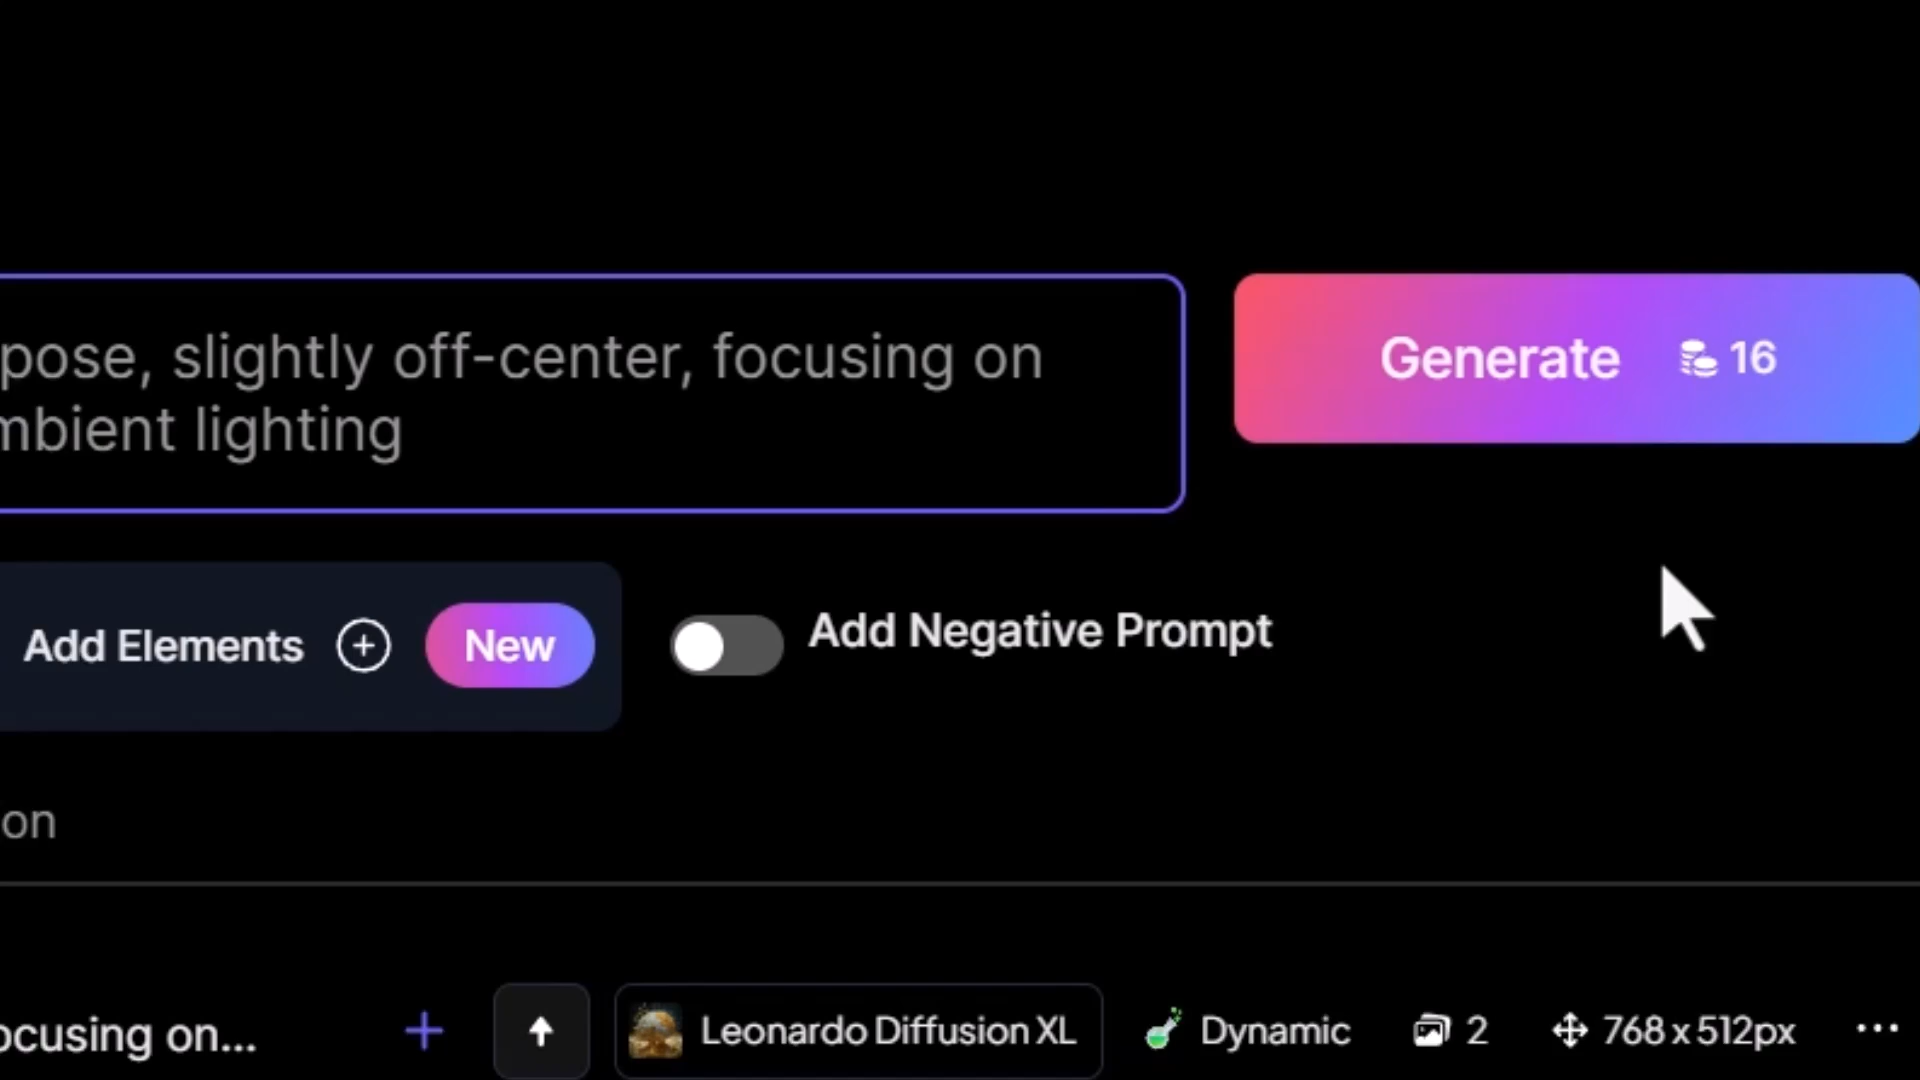 pose, slightly off-center, focusing on
mbient lighting
Generate 16
Add Elements New
Add Negative Prompt
on
ocusing on...
Leonardo Diffusion XL
Dynamic
2
768 x 512px